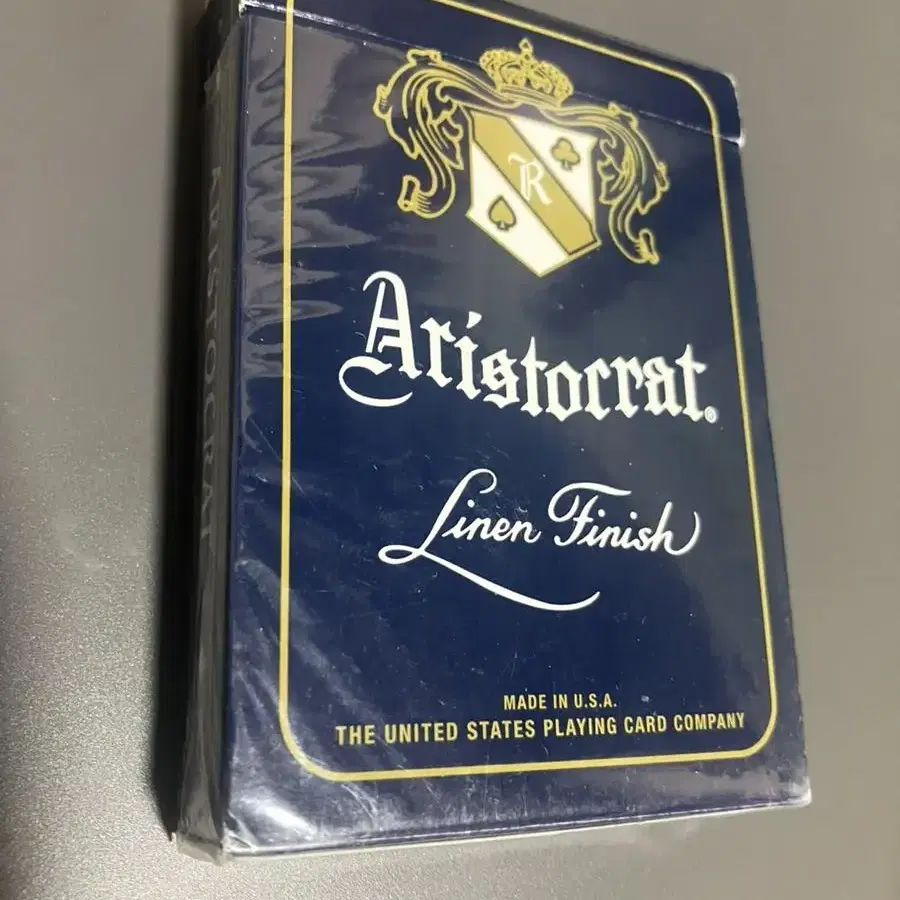 R
Aristocrat®
Linen Finish
MADE IN U.S.A.
THE UNITED STATES PLAYING CARD COMPANY
ARISTOCRAT